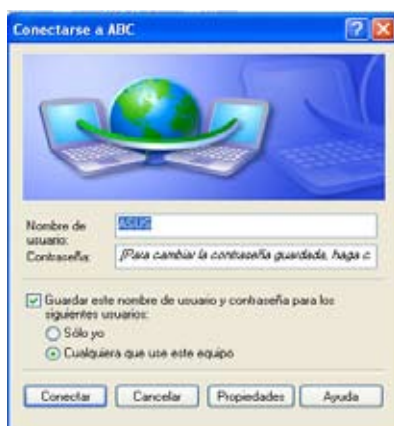 Conectarse a ABC
Nombre de
usuario:
ASUS
Contraseña:
[Para cambiar la contraseña guardada, haga c
Guardar este nombre de usuario y contraseña para los
siguientes usuarios:
Sólo yo
Cualquiera que use este equipo
Conectar
Cancelar
Propiedades
Ayuda